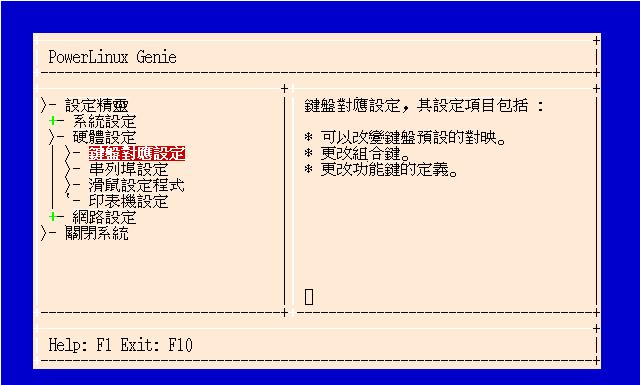 PowerLinux Genie
設定精靈
系統設定
硬體設定
鍵盤對應設定
串列埠設定
滑鼠設定程式
印表機設定
網路設定
關閉系統
鍵盤對應設定，其設定項目包括：
* 可以改變鍵盤預設的對映。
* 更改組合鍵。
* 更改功能鍵的定義。
Help: F1 Exit: F10